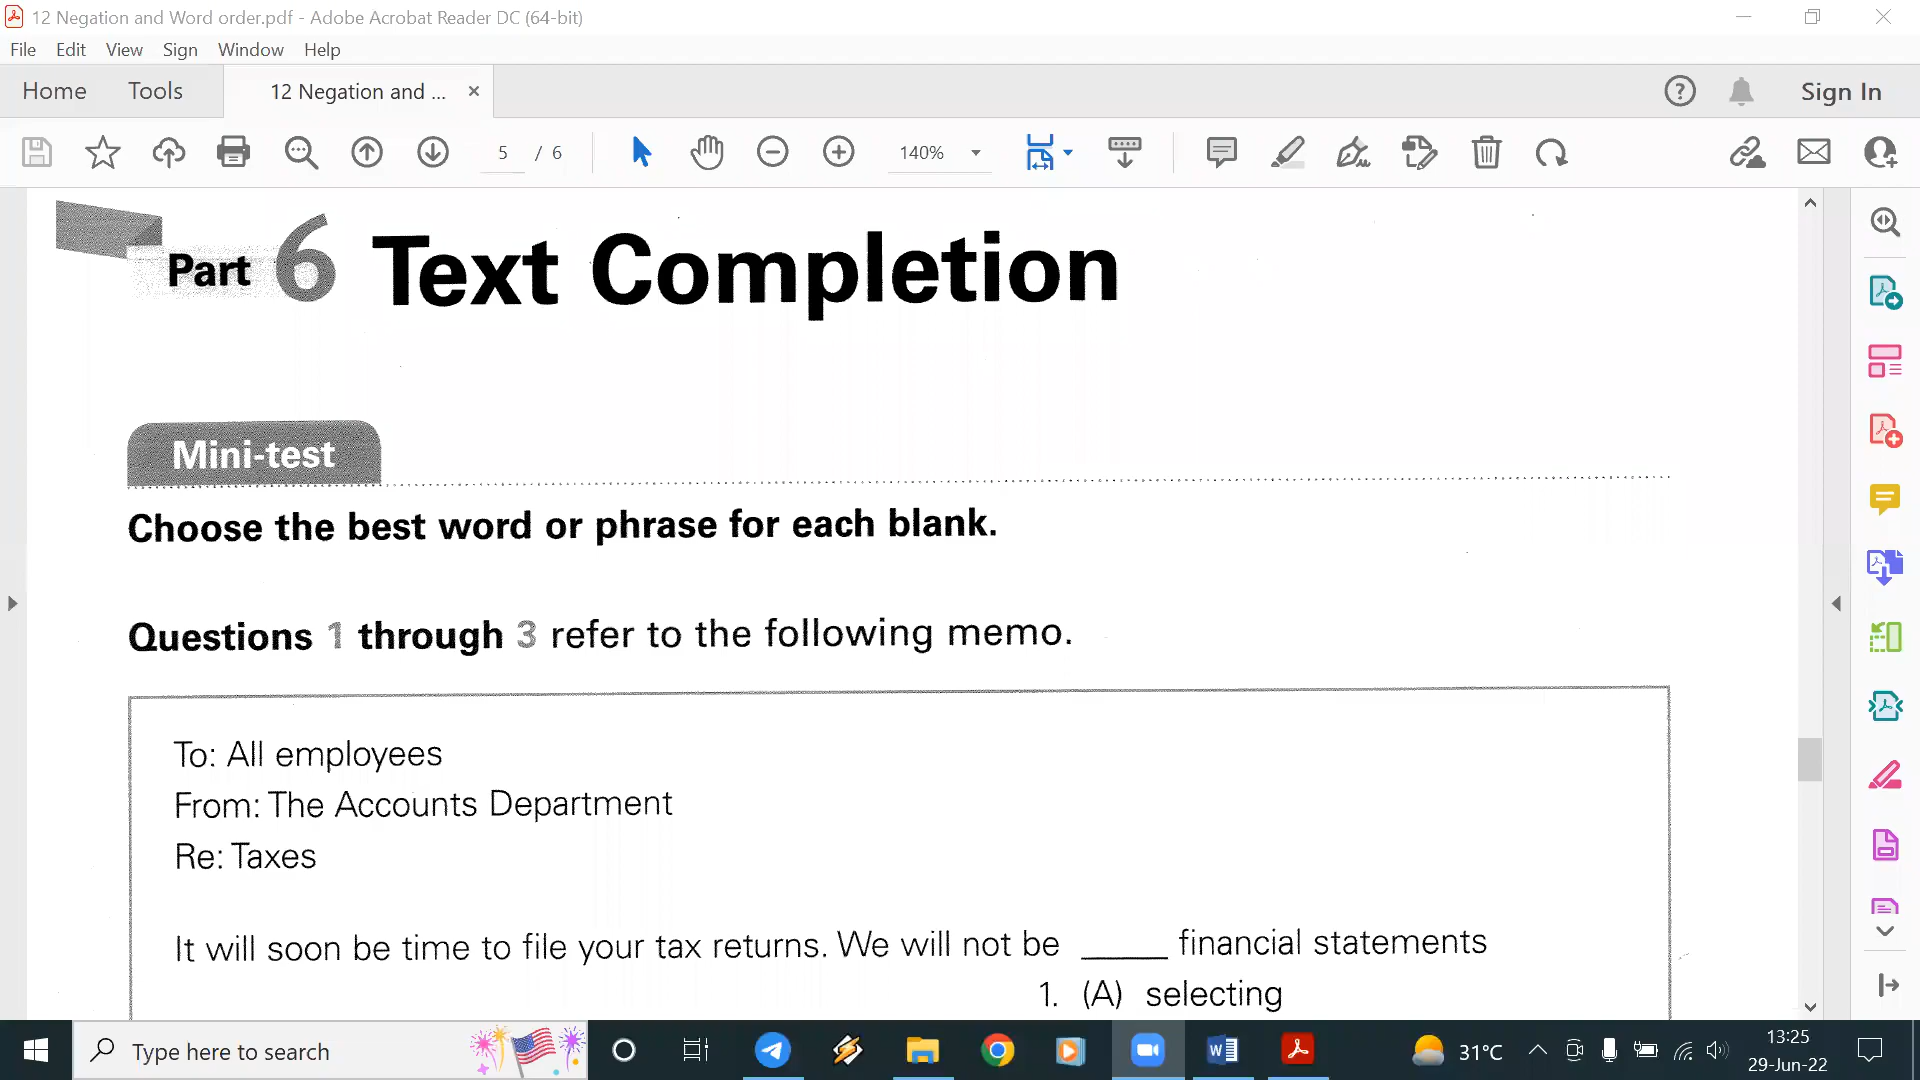 12 Negation and Word order.pdf - Adobe Acrobat Reader DC (64-bit)
File Edit View Sign Window Help
Home Tools 12 Negation and ... × Sign In
5 / 6 140%
Part 6 Text Completion
Mini-test
Choose the best word or phrase for each blank.
Questions 1 through 3 refer to the following memo.
To: All employees
From: The Accounts Department
Re: Taxes
It will soon be time to file your tax returns. We will not be _____ financial statements
1. (A) selecting
Type here to search
31°C
13:25
29-Jun-22